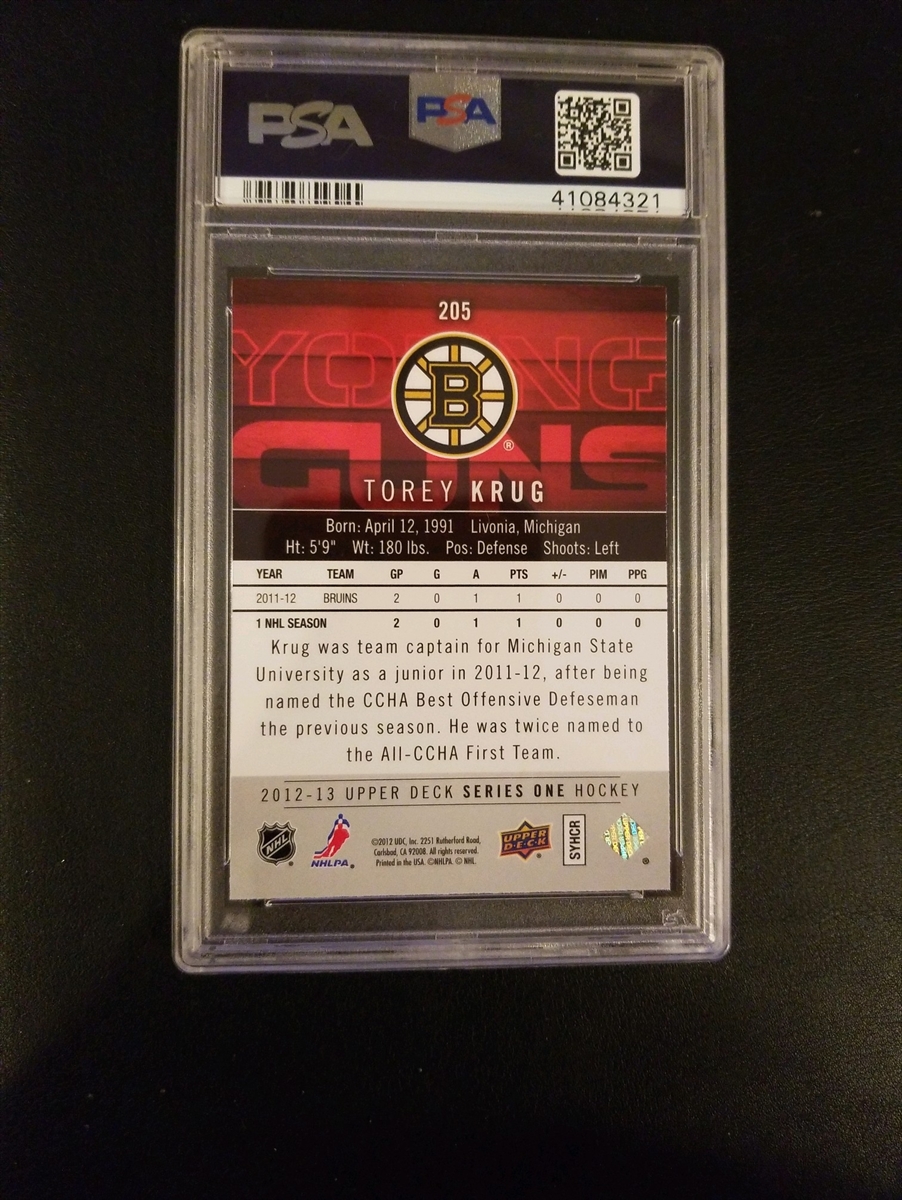 PSA
PSA
41084321
205
YOUNG
GUNS
B
®
TOREY KRUG
Born: April 12, 1991 Livonia, Michigan
Ht: 5'9" Wt: 180 lbs. Pos: Defense Shoots: Left
YEAR TEAM GP G A PTS +/- PIM PPG
2011-12 BRUINS 2 0 1 1 0 0 0
1 NHL SEASON 2 0 1 1 0 0 0
Krug was team captain for Michigan State
University as a junior in 2011-12, after being
named the CCHA Best Offensive Defeseman
the previous season. He was twice named to
the All-CCHA First Team.
2012-13 UPPER DECK SERIES ONE HOCKEY
NHL
NHLPA.
©2012 UDC, Inc. 2251 Rutherford Road,
Carlsbad, CA 92008. All rights reserved.
Printed in the USA. ©NHLPA. © NHL.
UPPER
DECK
SYHCR